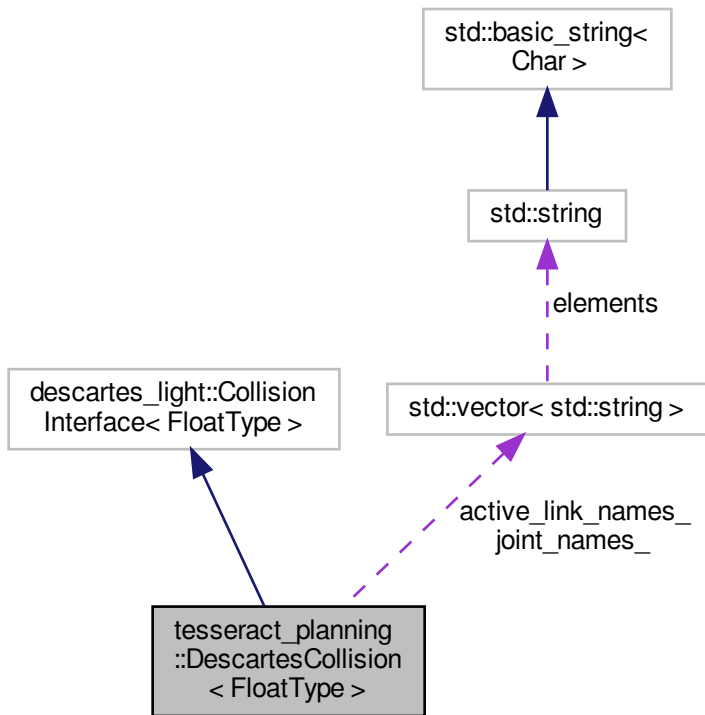 std::basic_string<
Char >
std::string
elements
descartes_light::Collision
Interface< FloatType >
std::vector< std::string >
active_link_names_
joint_names_
tesseract_planning
::DescartesCollision
< FloatType >